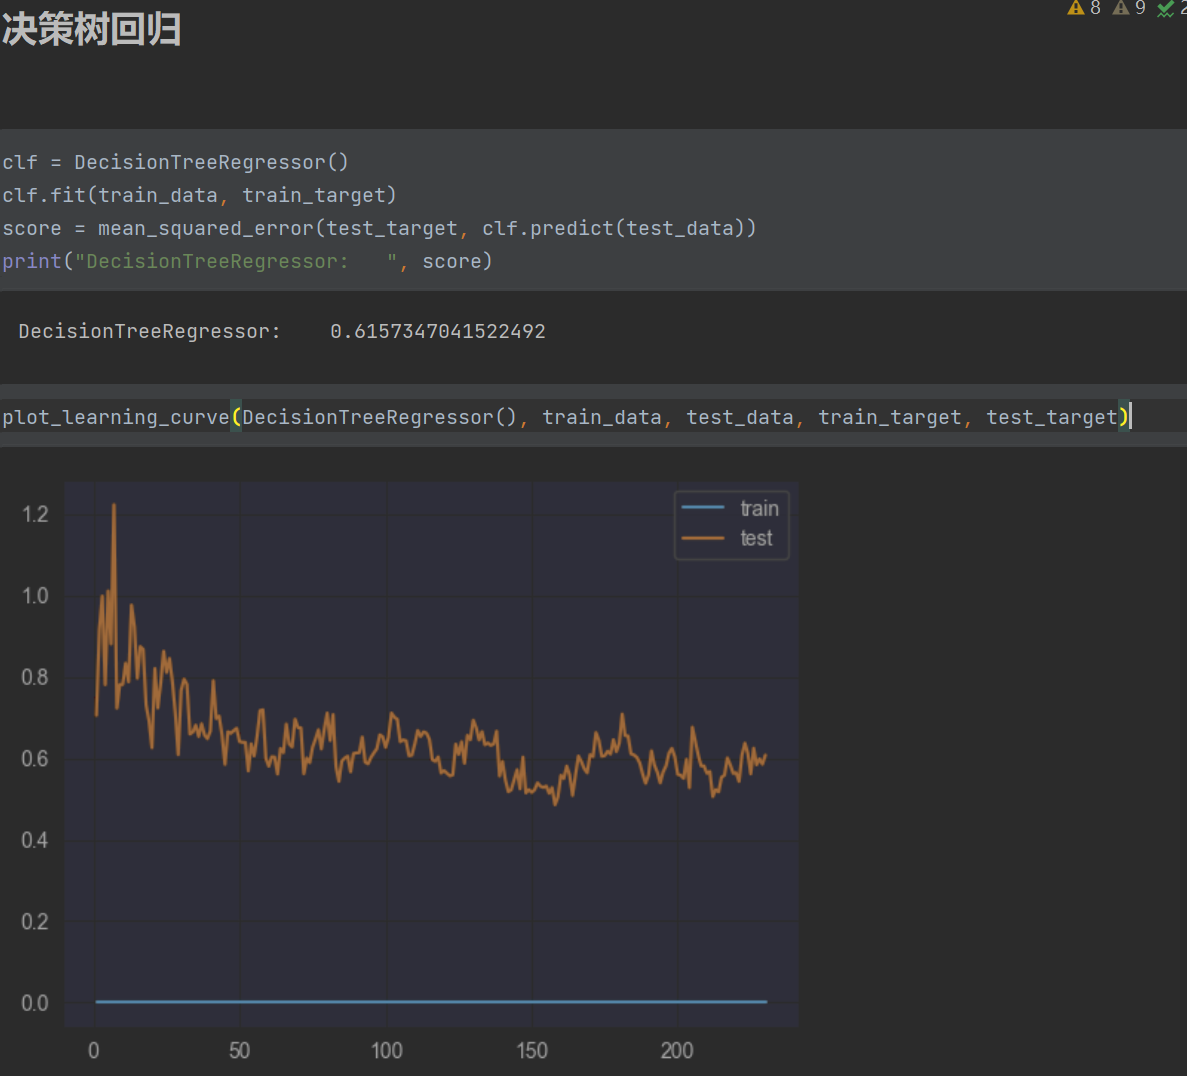 决策树回归
8 9 2
clf = DecisionTreeRegressor()
clf.fit(train_data, train_target)
score = mean_squared_error(test_target, clf.predict(test_data))
print("DecisionTreeRegressor:   ", score)
DecisionTreeRegressor:    0.6157347041522492
plot_learning_curve(DecisionTreeRegressor(), train_data, test_data, train_target, test_target)
train
test
1.2
1.0
0.8
0.6
0.4
0.2
0.0
0 50 100 150 200